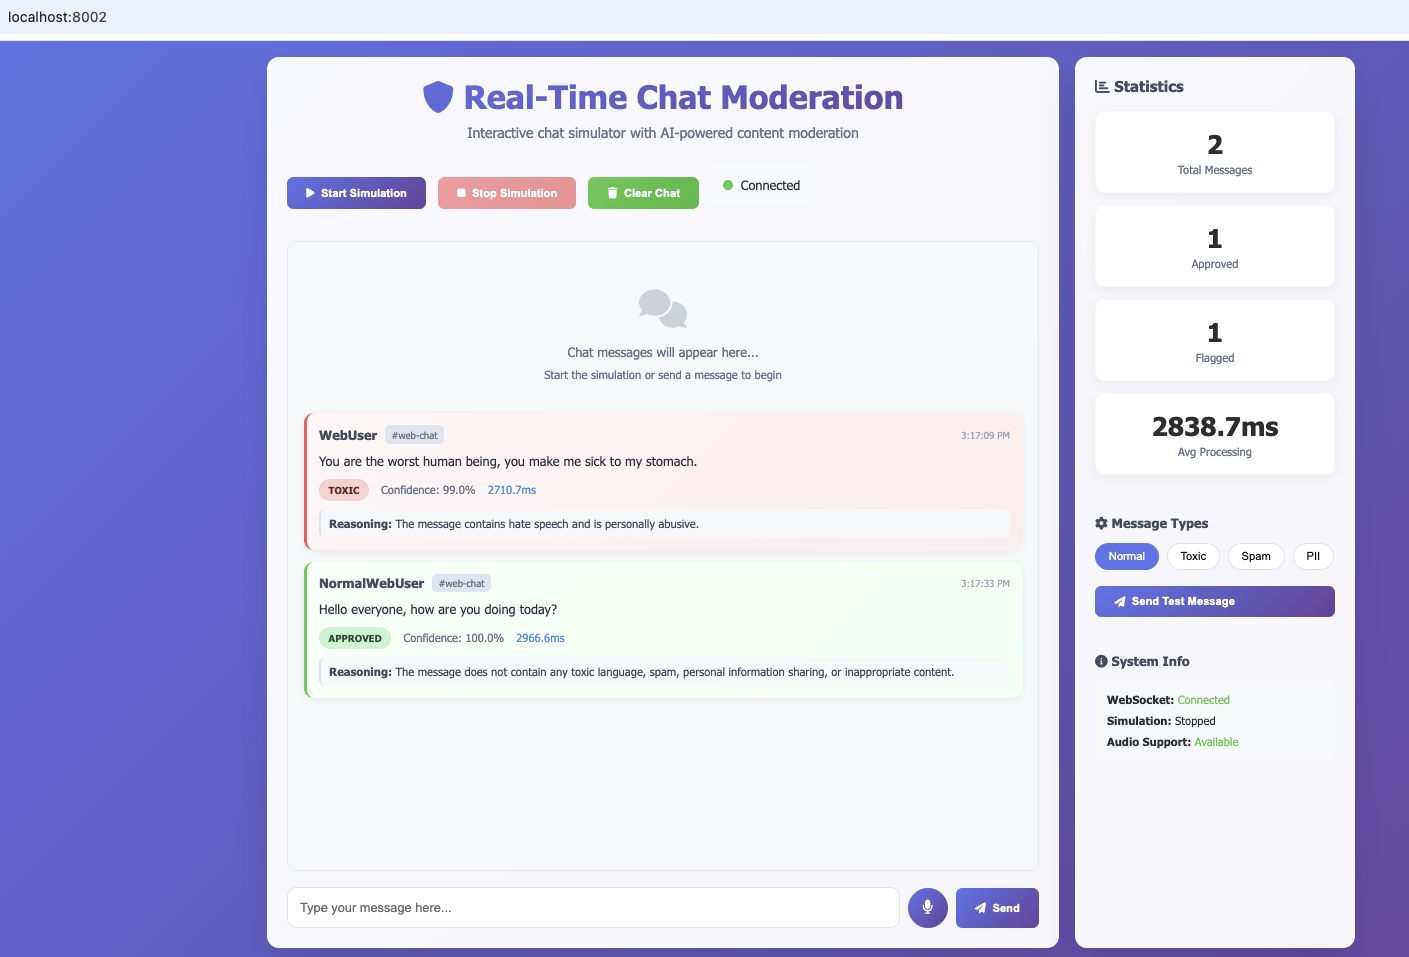 localhost:8002
Real-Time Chat Moderation
Interactive chat simulator with AI-powered content moderation
Start Simulation
Stop Simulation
Clear Chat
Connected
Chat messages will appear here...
Start the simulation or send a message to begin
WebUser #web-chat 3:17:09 PM
You are the worst human being, you make me sick to my stomach.
TOXIC Confidence: 99.0% 2710.7ms
Reasoning: The message contains hate speech and is personally abusive.
NormalWebUser #web-chat 3:17:33 PM
Hello everyone, how are you doing today?
APPROVED Confidence: 100.0% 2966.6ms
Reasoning: The message does not contain any toxic language, spam, personal information sharing, or inappropriate content.
Type your message here...
Send
Statistics
2
Total Messages
1
Approved
1
Flagged
2838.7ms
Avg Processing
Message Types
Normal Toxic Spam PII
Send Test Message
System Info
WebSocket: Connected
Simulation: Stopped
Audio Support: Available